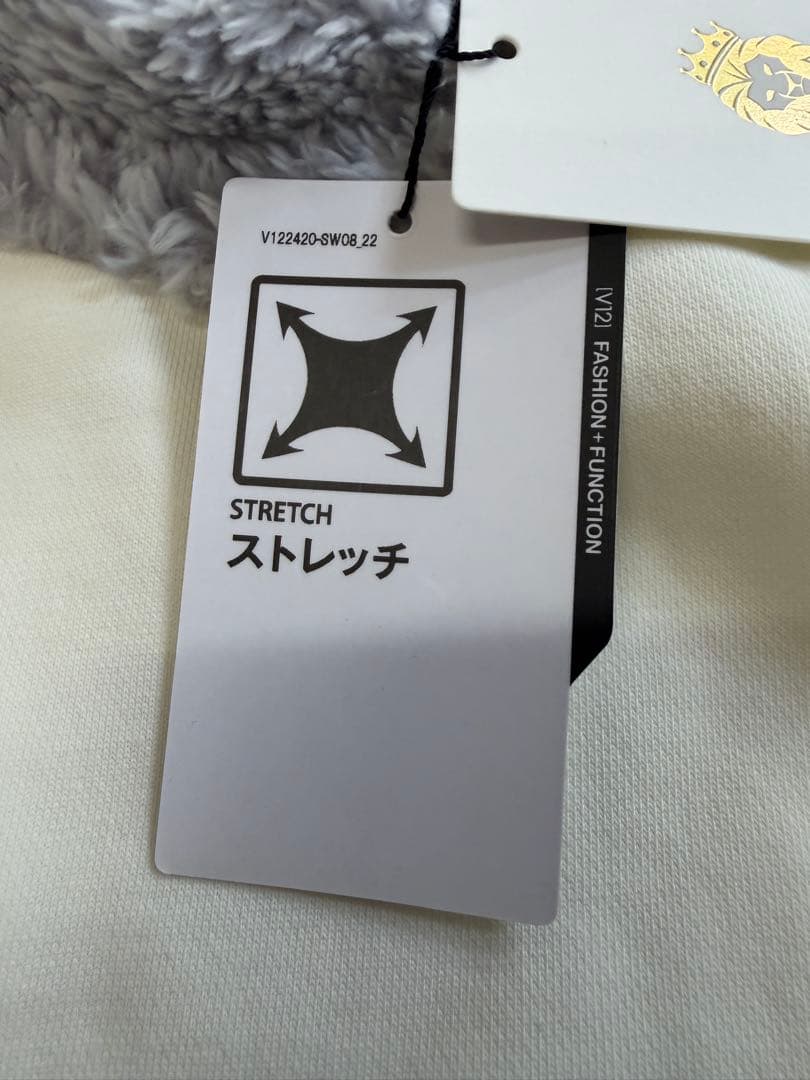 V122420-SW08_22
STRETCH
ストレッチ
[V12] FASHION+FUNCTION